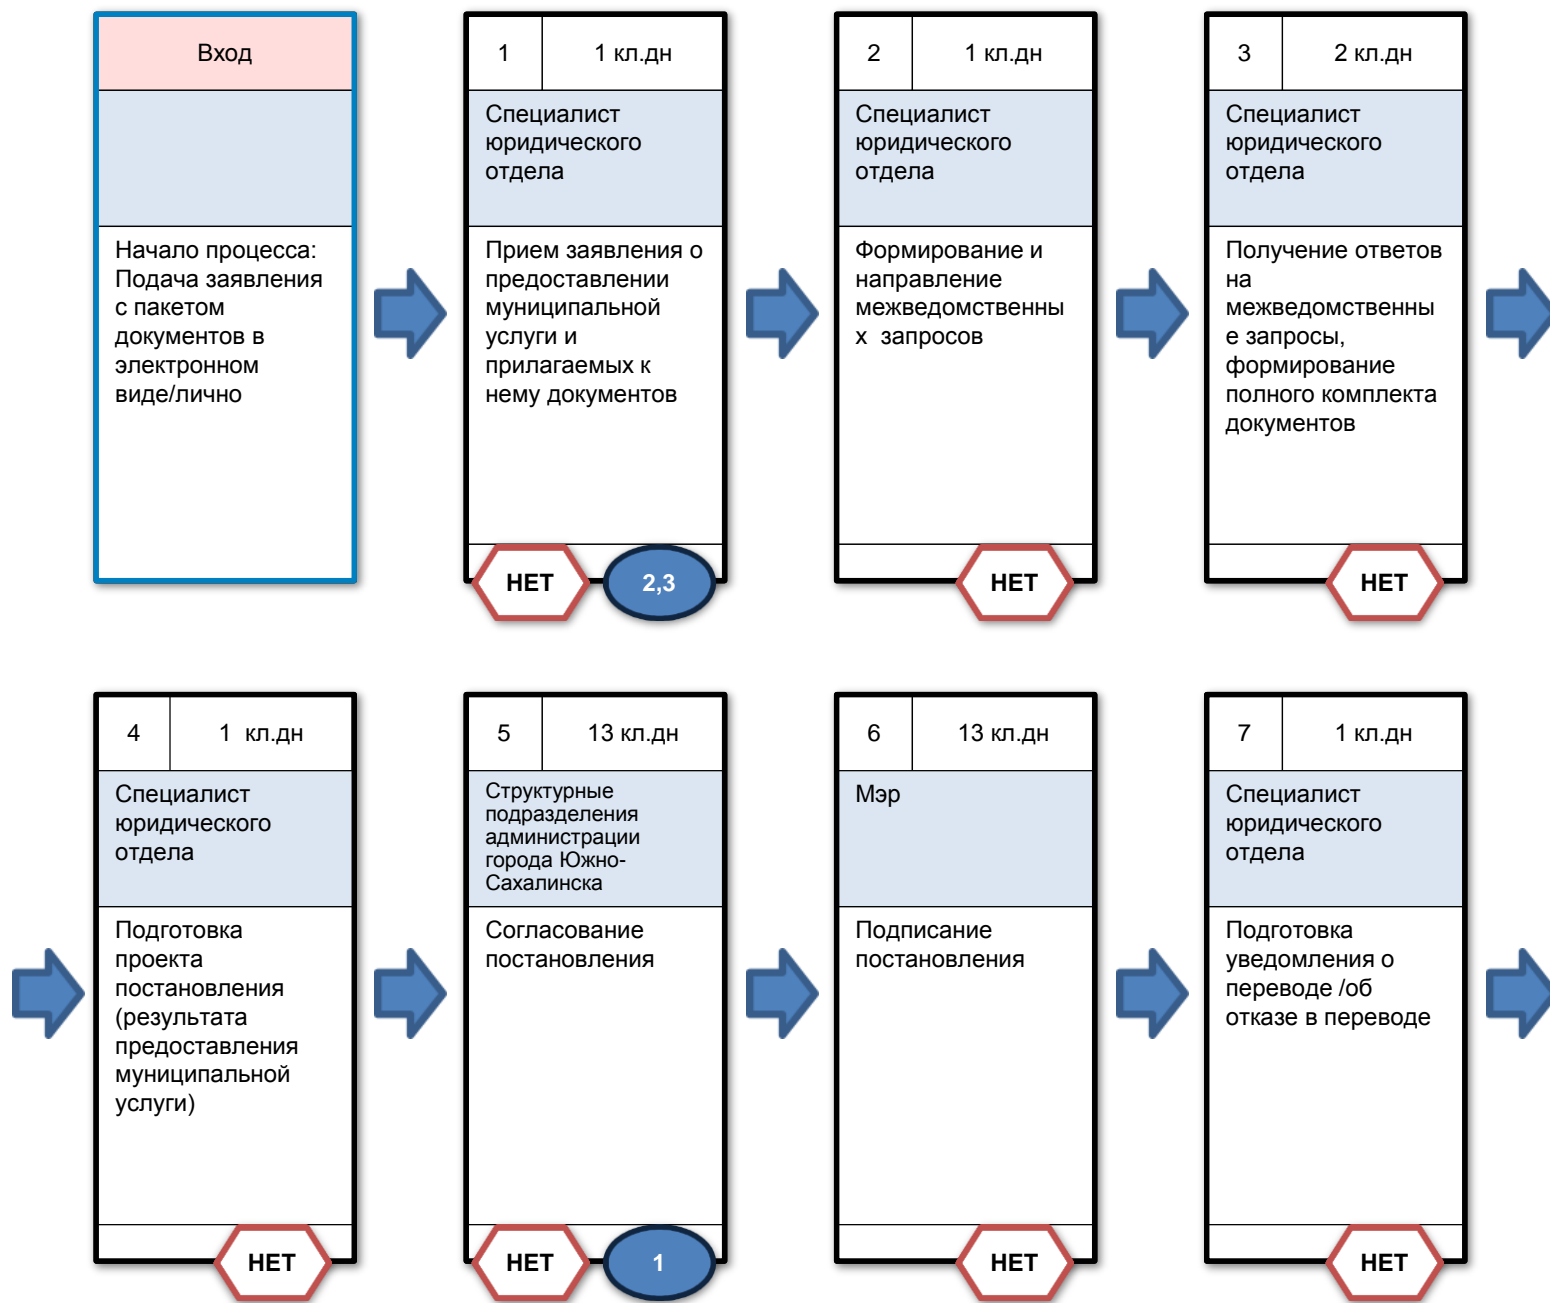 Вход
Начало процесса:
Подача заявления
с пакетом
документов в
электронном
виде/лично
1
1 кл.дн
Специалист
юридического
отдела
Прием заявления о
предоставлении
муниципальной
услуги и
прилагаемых к
нему документов
НЕТ
2,3
2
1 кл.дн
Специалист
юридического
отдела
Формирование и
направление
межведомственны
х запросов
НЕТ
3
2 кл.дн
Специалист
юридического
отдела
Получение ответов
на
межведомственны
е запросы,
формирование
полного комплекта
документов
НЕТ
4
1 кл.дн
Специалист
юридического
отдела
Подготовка
проекта
постановления
(результата
предоставления
муниципальной
услуги)
НЕТ
5
13 кл.дн
Структурные
подразделения
администрации
города Южно-
Сахалинска
Согласование
постановления
НЕТ
1
6
13 кл.дн
Мэр
Подписание
постановления
НЕТ
7
1 кл.дн
Специалист
юридического
отдела
Подготовка
уведомления о
переводе /об
отказе в переводе
НЕТ